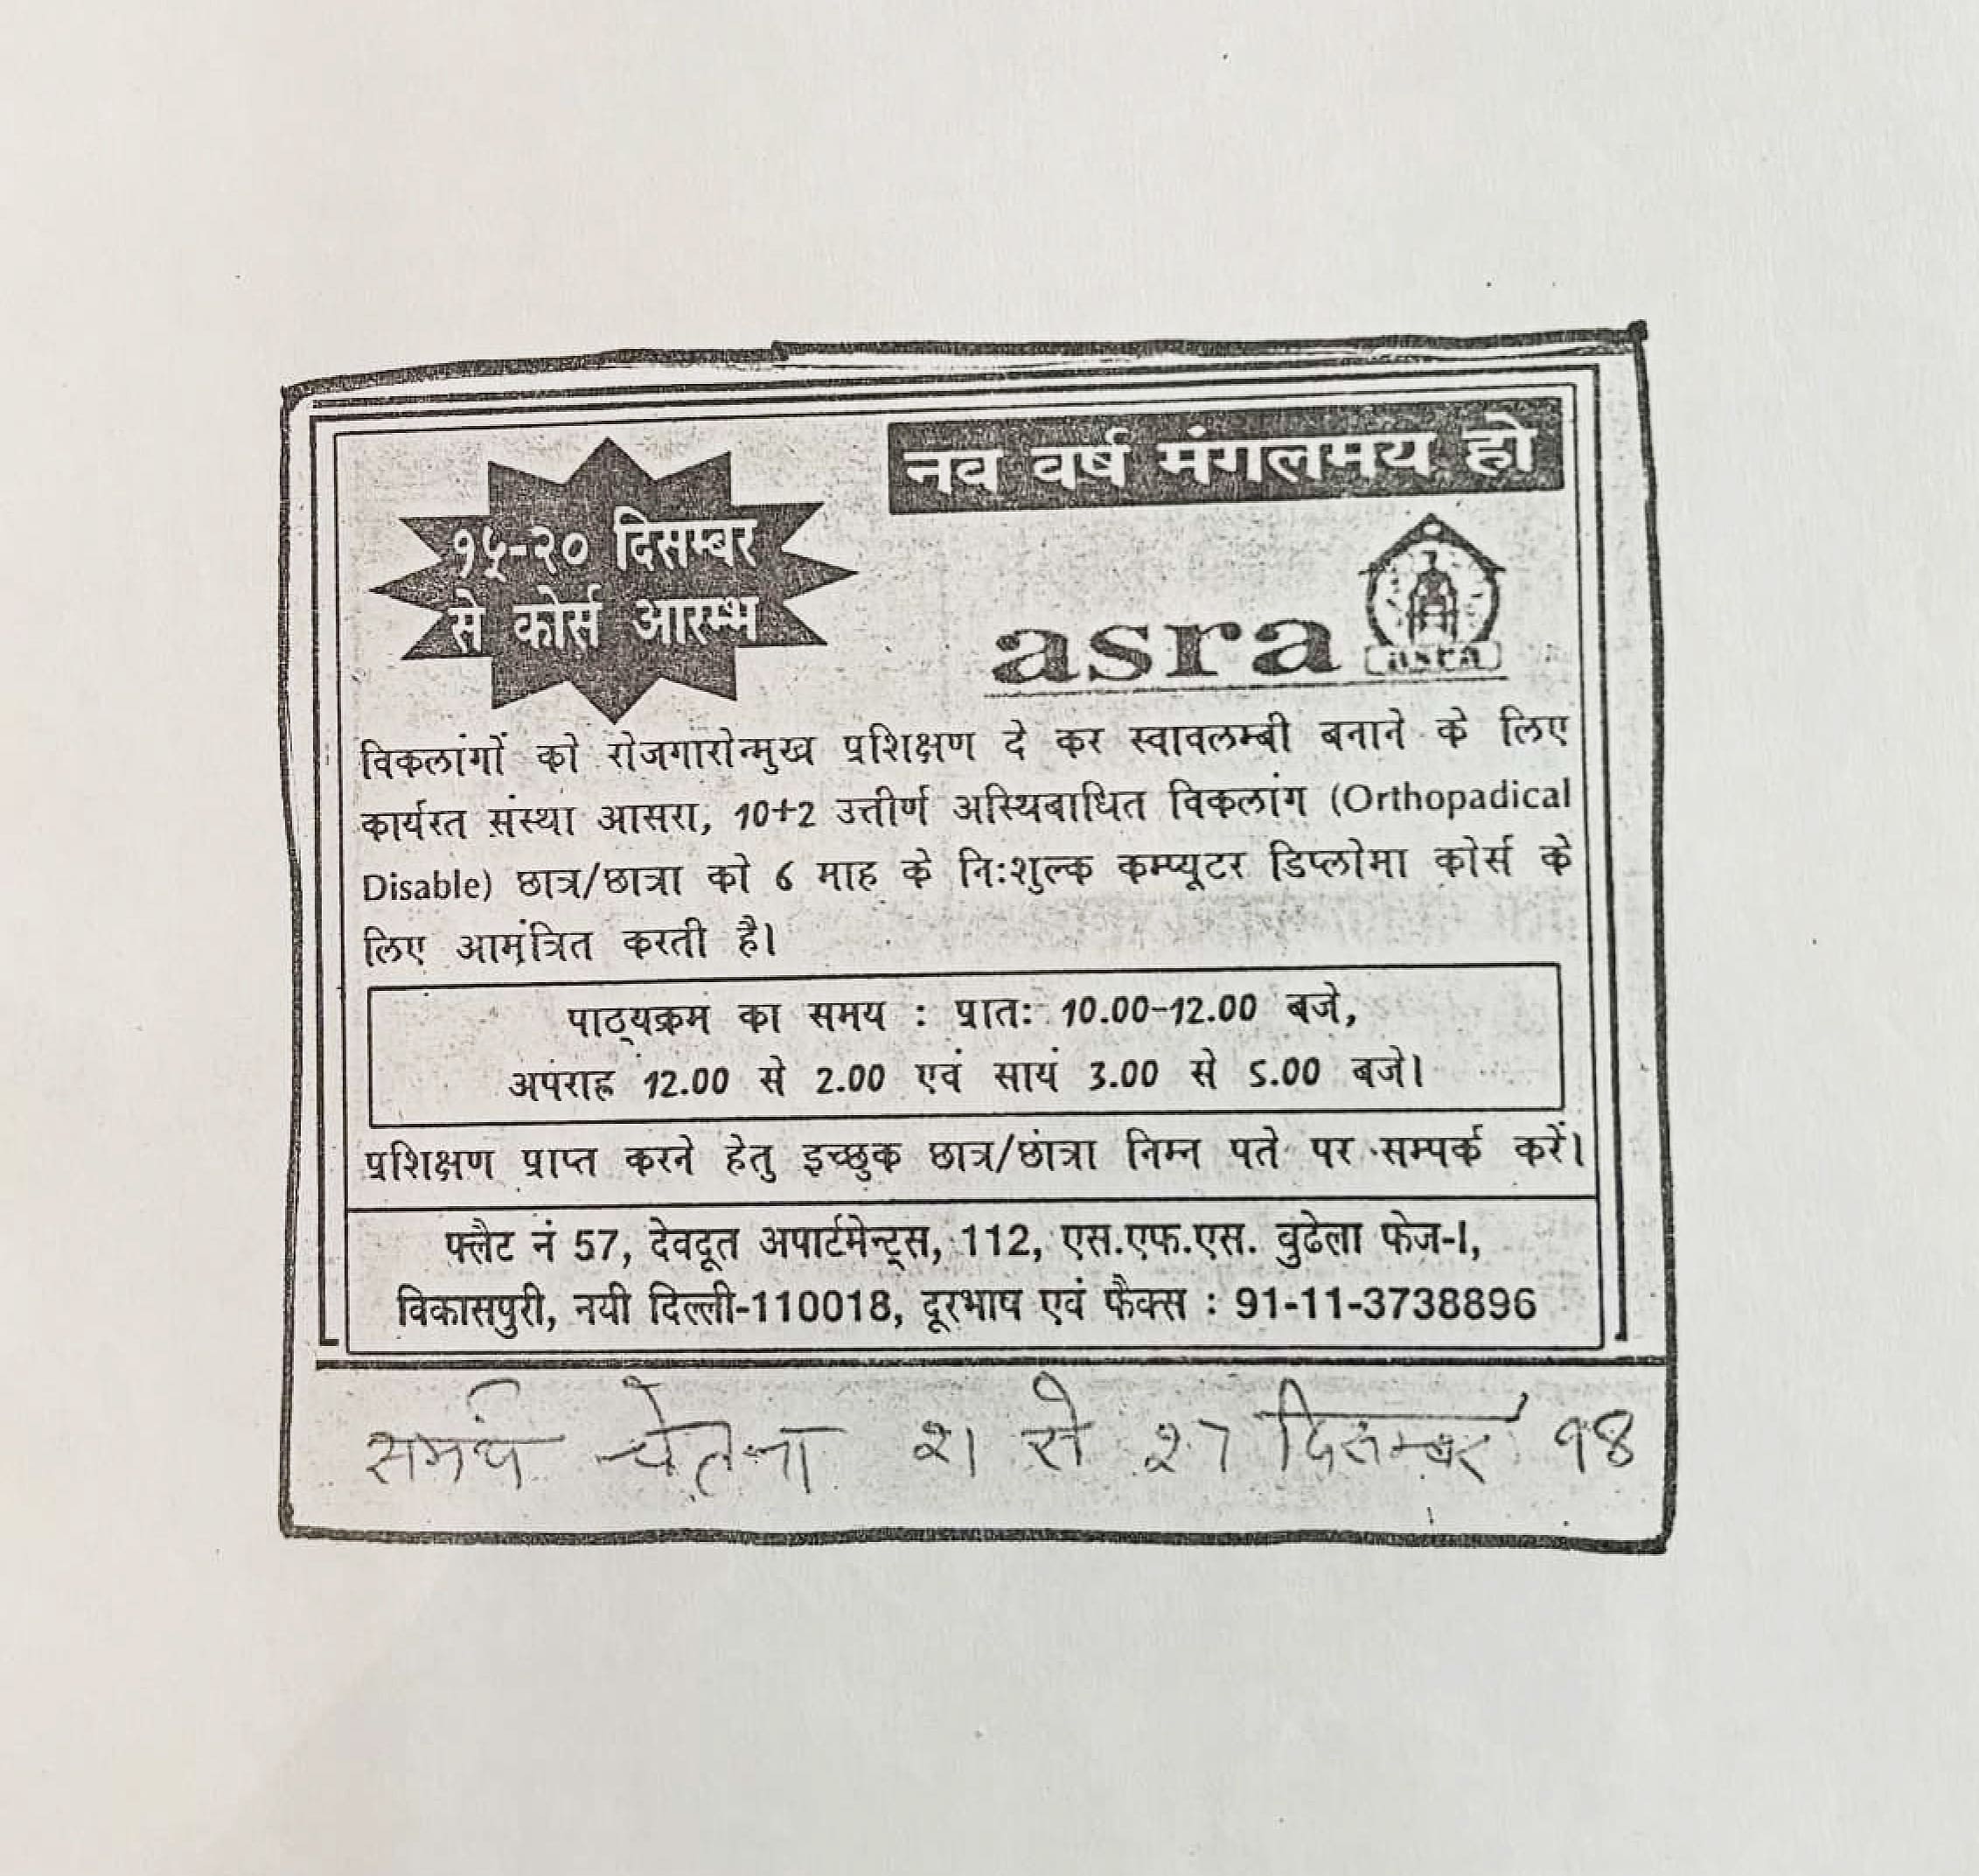 नव वर्ष मंगलमय हो
१५-२० दिसम्बर
से कोर्स आरम्भ
asra
asra
विकलांगों को रोजगारोन्मुख प्रशिक्षण दे कर स्वावलम्बी बनाने के लिए
कार्यरत संस्था आसरा, 10+2 उत्तीर्ण अस्थिबाधित विकलांग (Orthopadical
Disable) छात्र/छात्रा को 6 माह के निःशुल्क कम्प्यूटर डिप्लोमा कोर्स के
लिए आमंत्रित करती है।
पाठ्यक्रम का समय : प्रातः 10.00-12.00 बजे,
अपराह्न 12.00 से 2.00 एवं सायं 3.00 से 5.00 बजे।
प्रशिक्षण प्राप्त करने हेतु इच्छुक छात्र/छात्रा निम्न पते पर सम्पर्क करें।
फ्लैट नं 57, देवदूत अपार्टमेन्ट्स, 112, एस.एफ.एस. बुढेला फेज-I,
विकासपुरी, नयी दिल्ली-110018, दूरभाष एवं फैक्स : 91-11-3738896
समर्थ चेतना २1 से २7 दिसम्बर 98